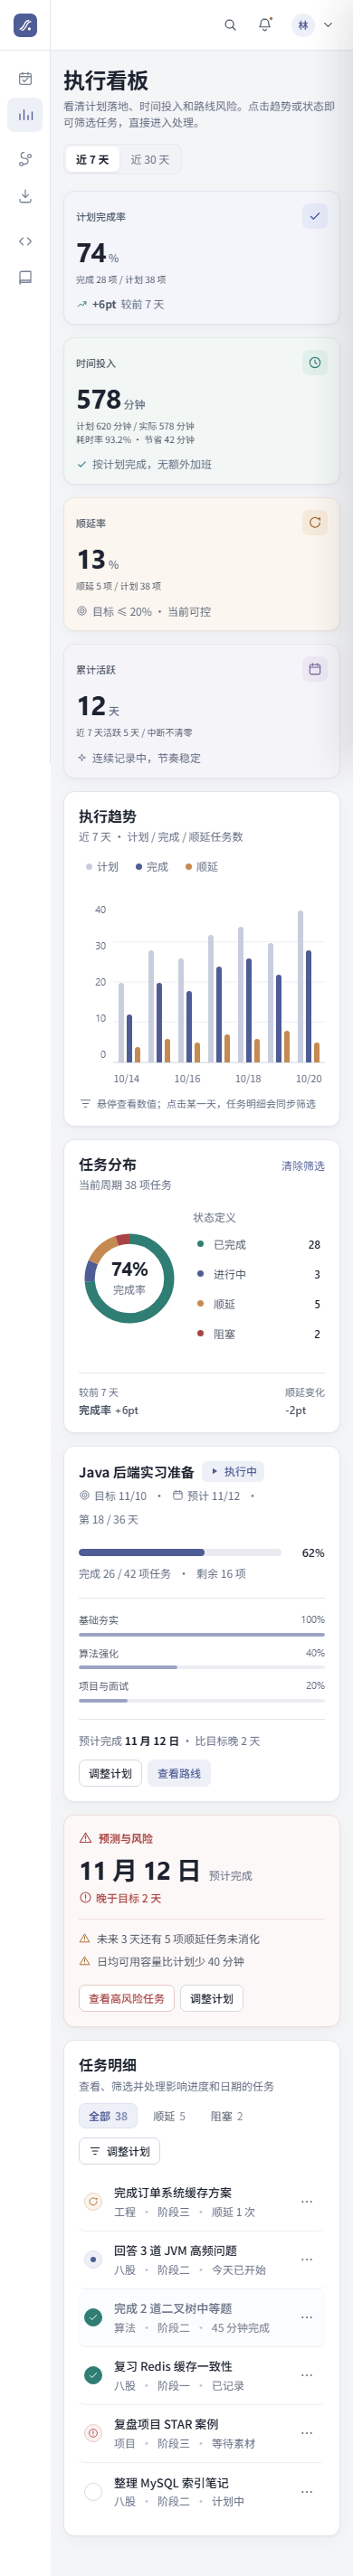 林
执行看板
看清计划落地、时间投入和路线风险。点击趋势或状态即
可筛选任务，直接进入处理。
近 7 天 近 30 天
计划完成率
74 %
完成 28 项 / 计划 38 项
+6pt 较前 7 天
时间投入
578 分钟
计划 620 分钟 / 实际 578 分钟
耗时率 93.2% • 节省 42 分钟
按计划完成，无额外加班
顺延率
13 %
顺延 5 项 / 计划 38 项
目标 ≤ 20% • 当前可控
累计活跃
12 天
近 7 天活跃 5 天 / 中断不清零
连续记录中，节奏稳定
执行趋势
近 7 天 • 计划 / 完成 / 顺延任务数
计划 完成 顺延
40
30
20
10
0
10/14 10/16 10/18 10/20
悬停查看数值；点击某一天，任务明细会同步筛选
任务分布 清除筛选
当前周期 38 项任务
状态定义
74%
完成率
已完成 28
进行中 3
顺延 5
阻塞 2
较前 7 天 顺延变化
完成率 +6pt -2pt
Java 后端实习准备 执行中
目标 11/10 • 预计 11/12 •
第 18 / 36 天
62%
完成 26 / 42 项任务 • 剩余 16 项
基础夯实 100%
算法强化 40%
项目与面试 20%
预计完成 11 月 12 日 • 比目标晚 2 天
调整计划 查看路线
预测与风险
11 月 12 日 预计完成
晚于目标 2 天
未来 3 天还有 5 项顺延任务未消化
日均可用容量比计划少 40 分钟
查看高风险任务 调整计划
任务明细
查看、筛选并处理影响进度和日期的任务
全部 38 顺延 5 阻塞 2
调整计划
完成订单系统缓存方案
工程 • 阶段三 • 顺延 1 次
回答 3 道 JVM 高频问题
八股 • 阶段二 • 今天已开始
完成 2 道二叉树中等题
算法 • 阶段二 • 45 分钟完成
复习 Redis 缓存一致性
八股 • 阶段一 • 已记录
复盘项目 STAR 案例
项目 • 阶段三 • 等待素材
整理 MySQL 索引笔记
八股 • 阶段二 • 计划中